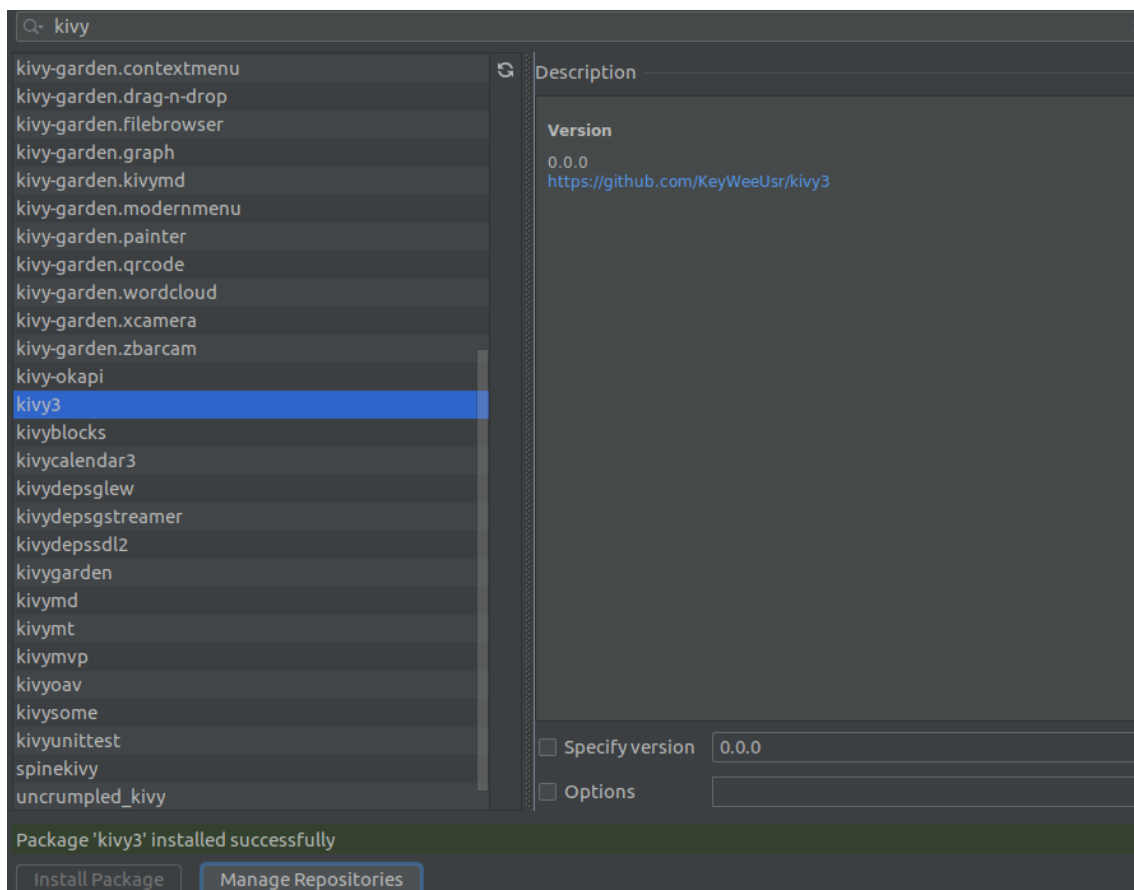 kivy
kivy-garden.contextmenu
kivy-garden.drag-n-drop
kivy-garden.filebrowser
kivy-garden.graph
kivy-garden.kivymd
kivy-garden.modernmenu
kivy-garden.painter
kivy-garden.qrcode
kivy-garden.wordcloud
kivy-garden.xcamera
kivy-garden.zbarcam
kivy-okapi
kivy3
kivyblocks
kivycalendar3
kivydepsglew
kivydepsgstreamer
kivydepssdl2
kivygarden
kivymd
kivymt
kivymvp
kivyoav
kivysome
kivyunittest
spinekivy
uncrumpled_kivy
Description
Version
0.0.0
https://github.com/KeyWeeUsr/kivy3
Specify version 0.0.0
Options
Package 'kivy3' installed successfully
Install Package Manage Repositories